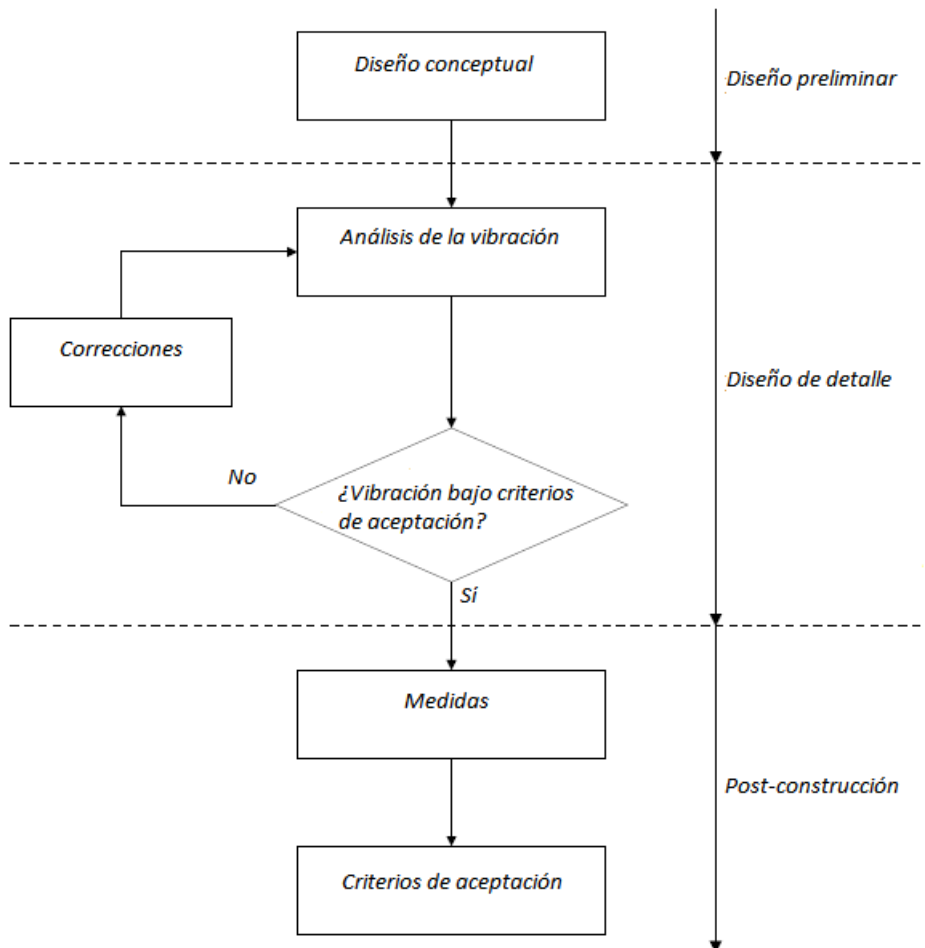 Diseño conceptual
Diseño preliminar
Análisis de la vibración
Correcciones
Diseño de detalle
No
¿Vibración bajo criterios
de aceptación?
Sí
Medidas
Post-construcción
Criterios de aceptación